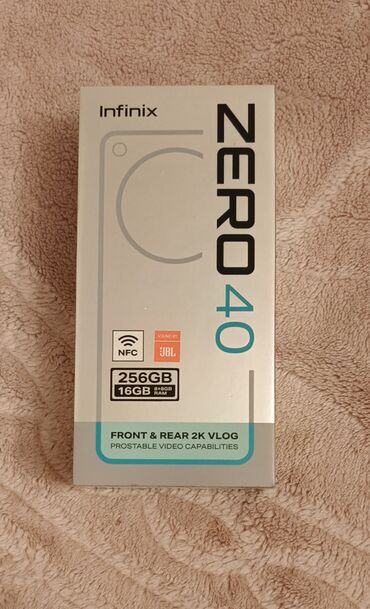 Infinix
ZERO 40
NFC
SOUND BY
JBL
256GB
16GB 8+8GB RAM
FRONT & REAR 2K VLOG
PROSTABLE VIDEO CAPABILITIES